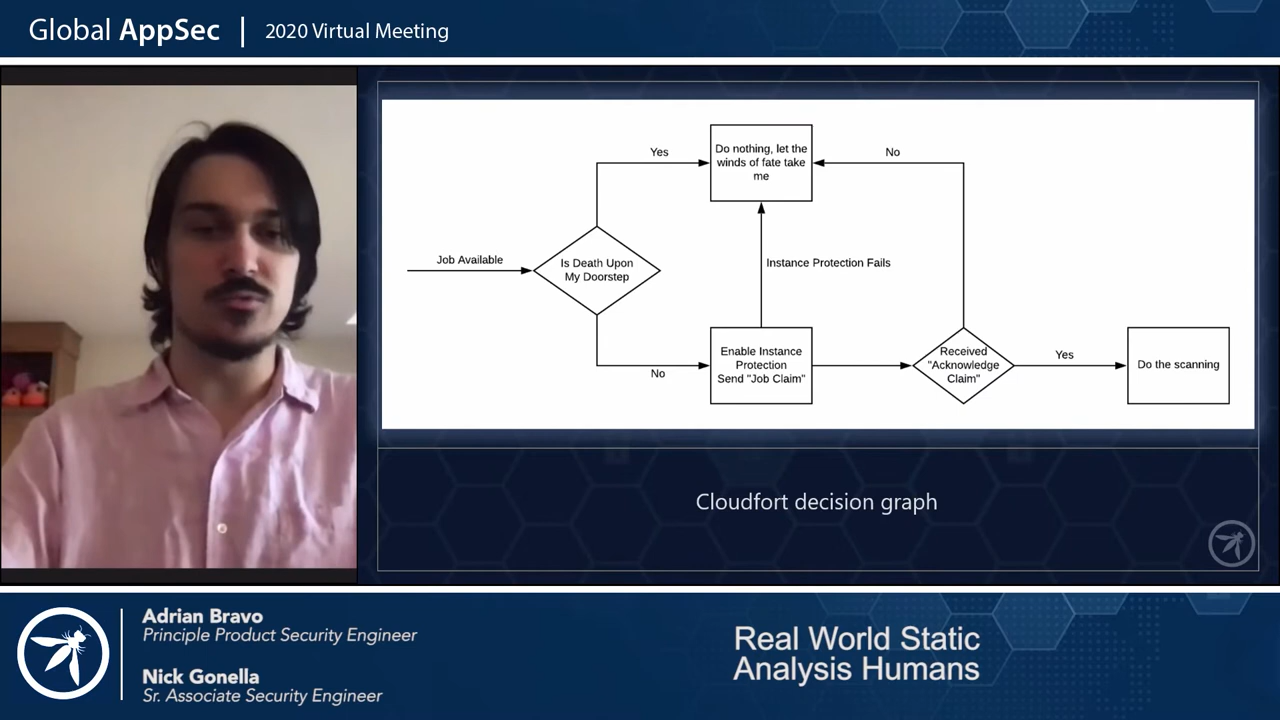 Global AppSec | 2020 Virtual Meeting
Do nothing, let the
winds of fate take
me
Yes
No
Job Available
Is Death Upon
My Doorstep
Instance Protection Fails
No
Enable Instance
Protection
Send "Job Claim"
Received
"Acknowledge
Claim"
Yes
Do the scanning
Cloudfort decision graph
Adrian Bravo
Principle Product Security Engineer
Nick Gonella
Sr. Associate Security Engineer
Real World Static
Analysis Humans